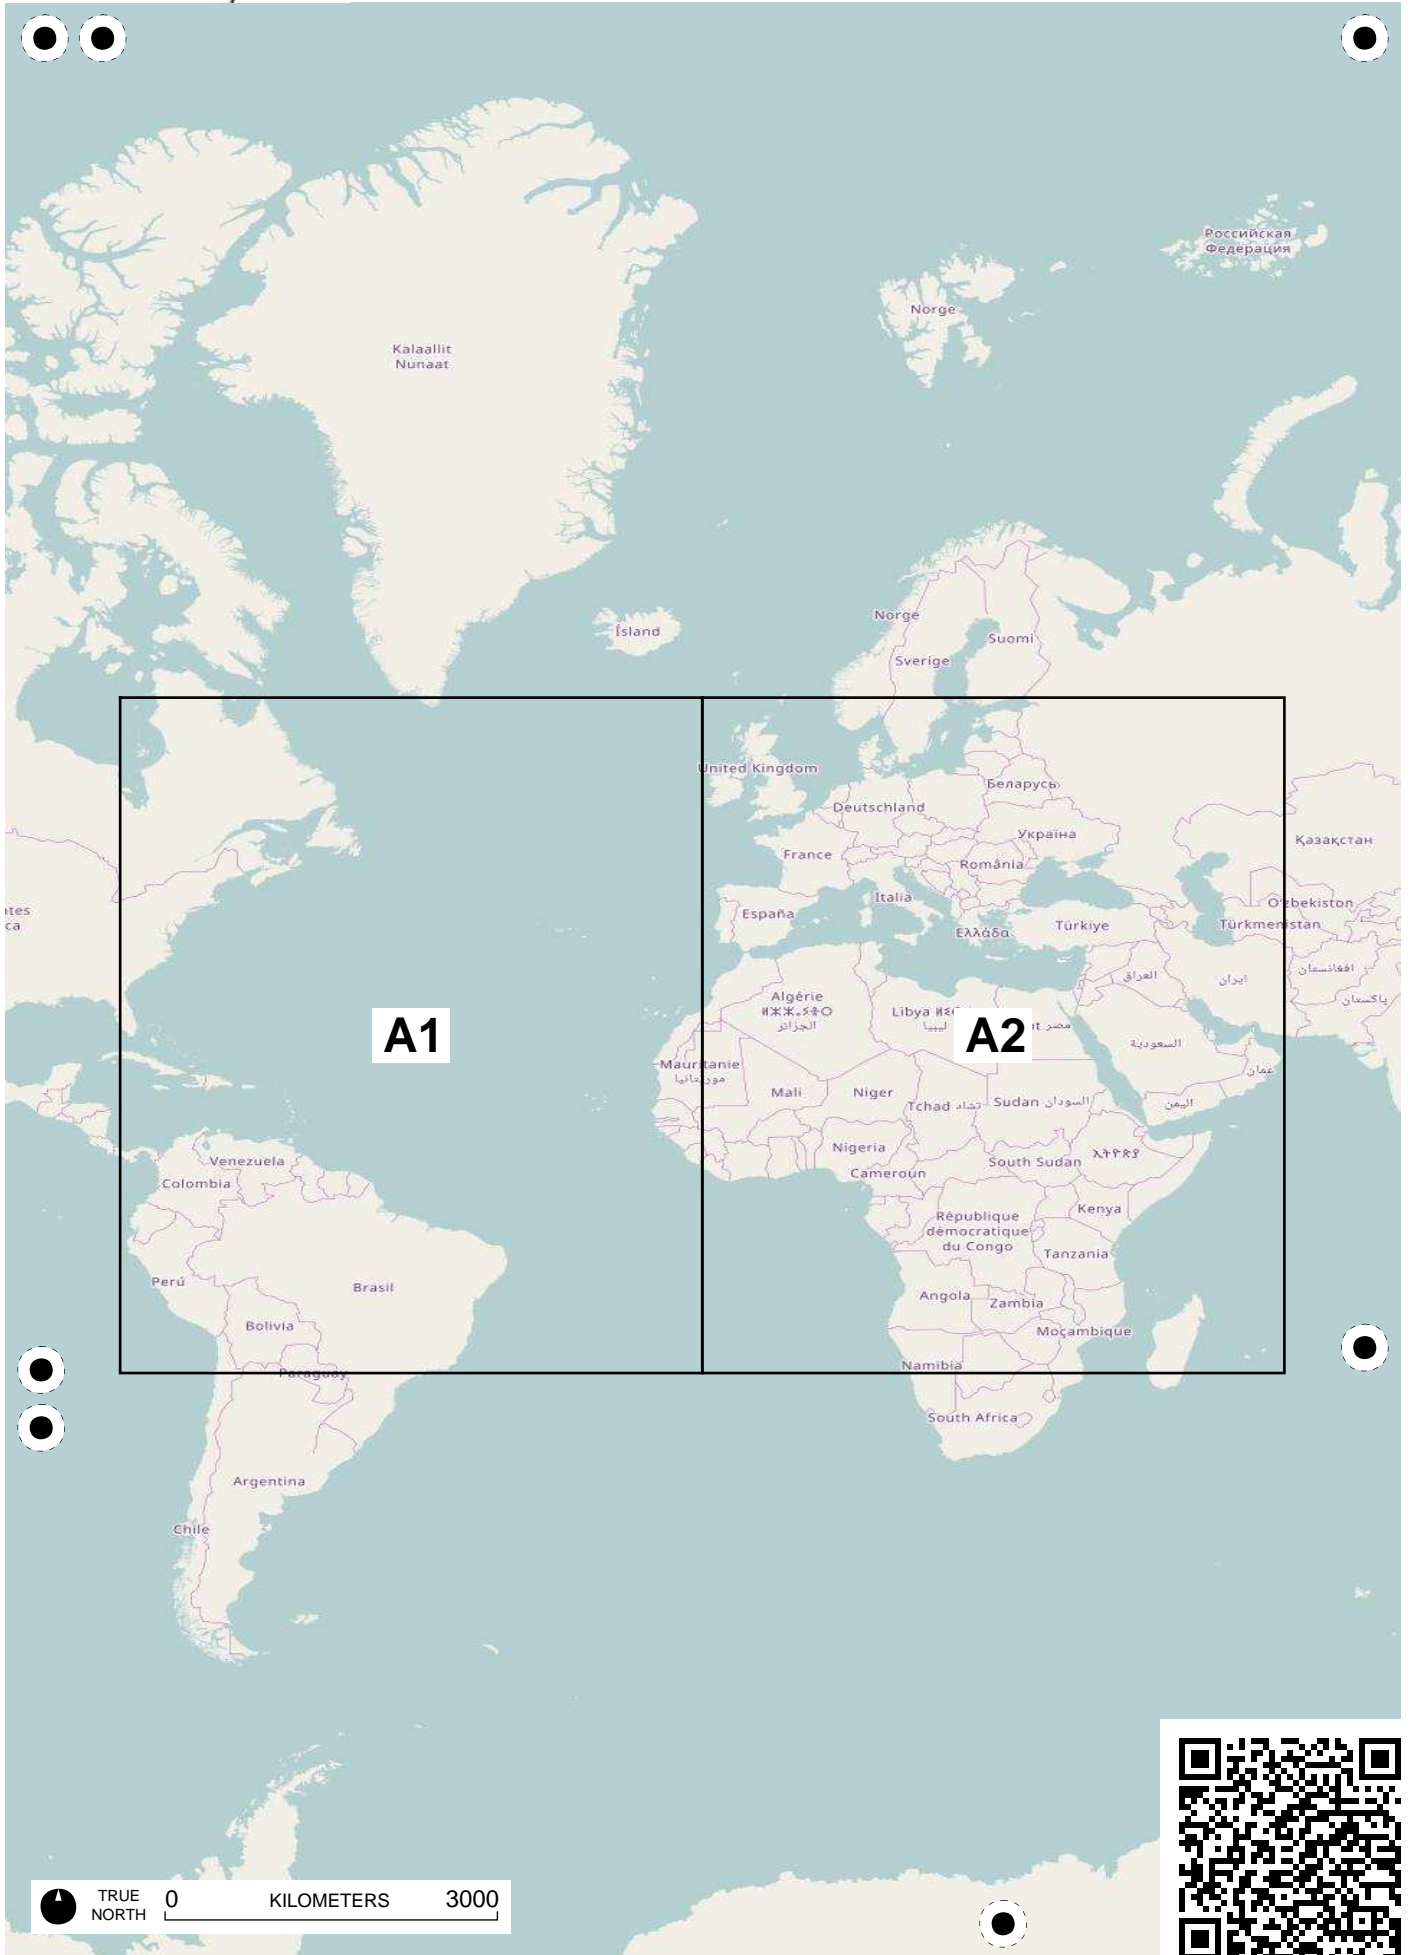 Российская
Федерация
Norge
Kalaallit
Nunaat
Norge
Ísland
Suomi
Sverige
United Kingdom
Беларусь
Deutschland
Україна
Қазақстан
France
România
Italia
O'zbekiston
ates
ca
España
Türkiye
Türkmenistan
Ελλάδα
افغانستان
العراق
ایران
پاکستان
Algérie
ⵍⵣⵣⴰⵢⴻⵔ
الجزائر
Libya
ليبيا
مصر
A1
A2
السعودية
Mauritanie
موريتانيا
عمان
Mali
Niger
Tchad تشاد
Sudan السودان
اليمن
Nigeria
ኢትዮጵያ
Venezuela
South Sudan
Cameroun
Colombia
Kenya
République
démocratique
du Congo
Tanzania
Perú
Brasil
Angola
Zambia
Bolivia
Moçambique
Namibia
Paraguay
South Africa
Argentina
Chile
TRUE
NORTH
0 KILOMETERS 3000